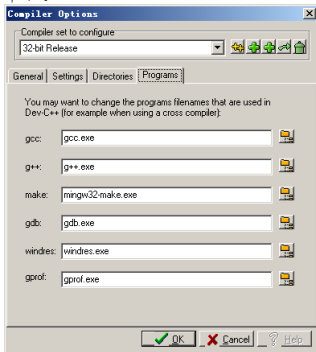 Compiler Options
Compiler set to configure
32-bit Release
General Settings Directories Programs
You may want to change the programs filenames that are used in
Dev-C++ (for example when using a cross compiler):
gcc: gcc.exe
g++: g++.exe
make: mingw32-make.exe
gdb: gdb.exe
windres: windres.exe
gprof: gprof.exe
OK Cancel ? Help